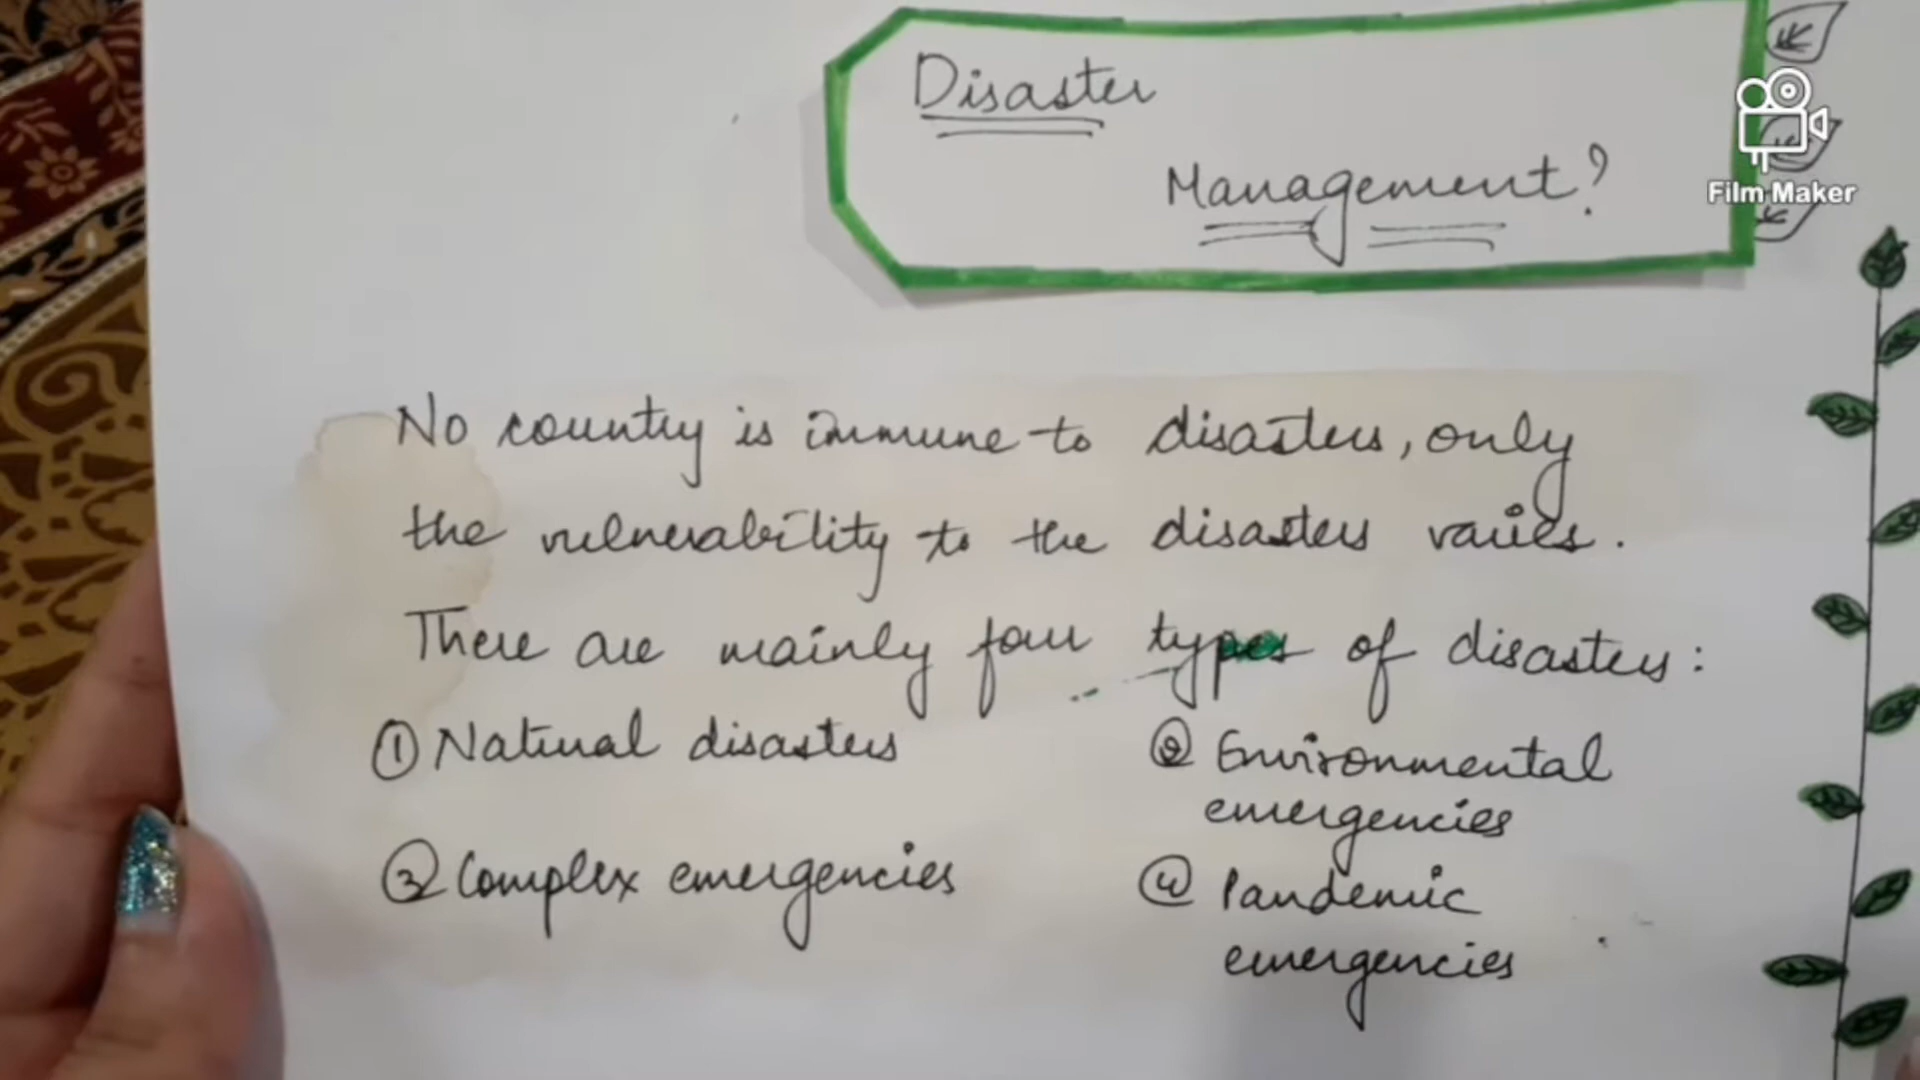 Disaster
Management?
Film Maker
No country is immune to disasters, only
the vulnerability to the disasters varies.
There are mainly four types of disasters:
① Natural disasters
② Environmental
emergencies
③ Complex emergencies
④ Pandemic
emergencies